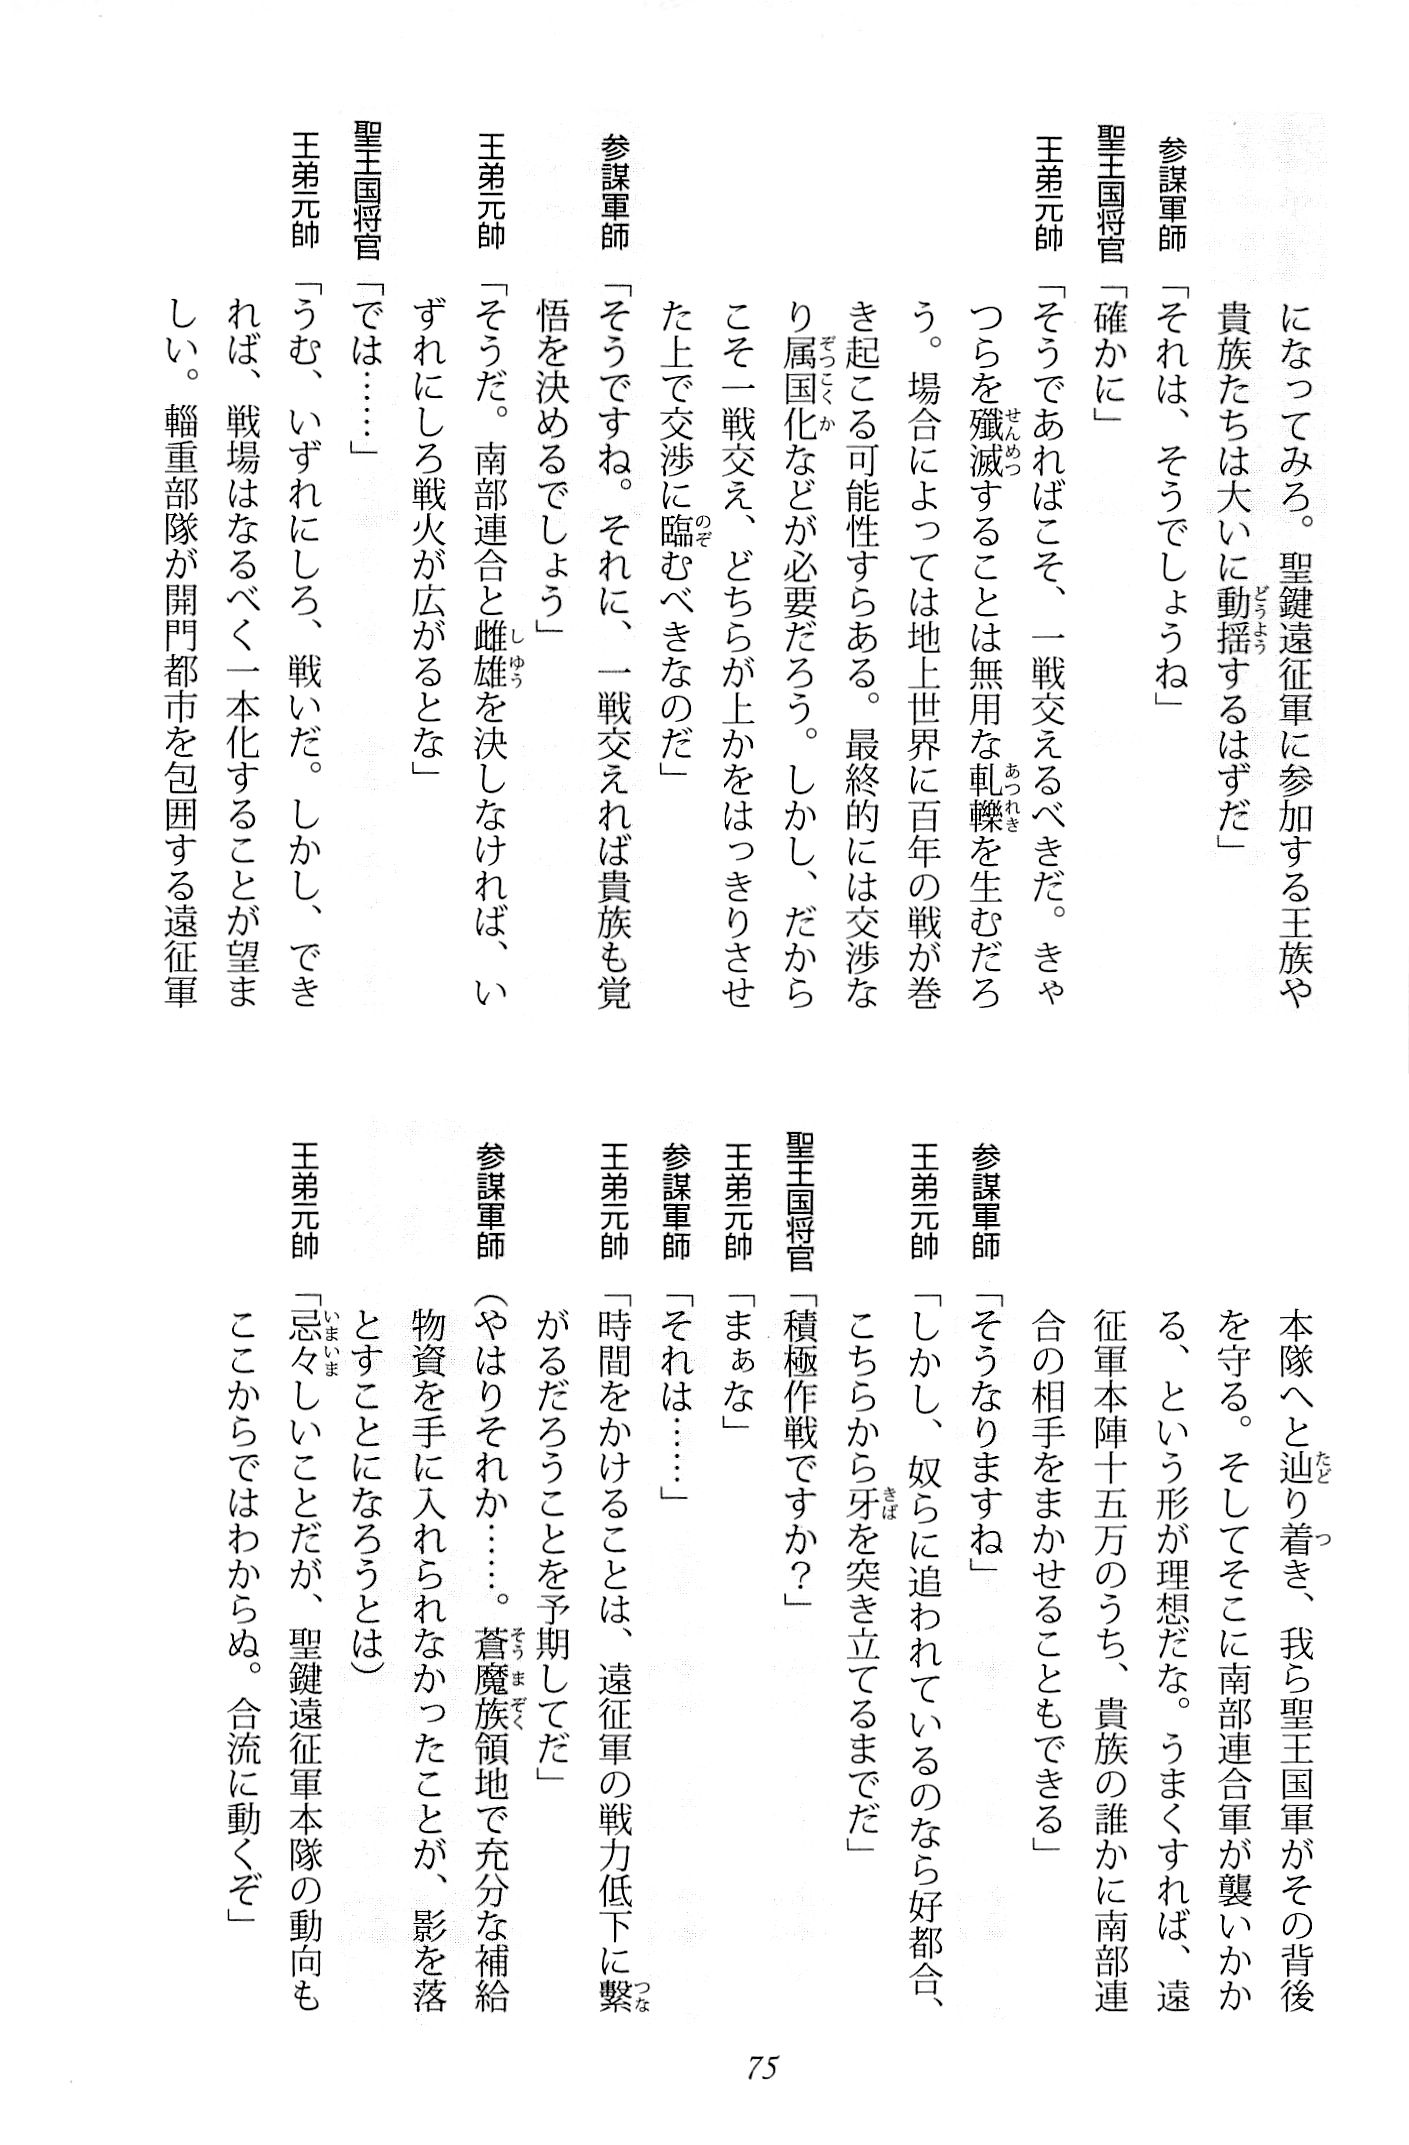 になってみろ。聖鍵遠征軍に参加する王族や
貴族たちは大いに動揺するはずだ」
参謀軍師「それは、そうでしょうね」
聖王国将官「確かに」
王弟元帥「そうであればこそ、一戦交えるべきだ。きゃ
つらを殲滅することは無用な軋轢を生むだろ
う。場合によっては地上世界に百年の戦が巻
き起こる可能性すらある。最終的には交渉な
り属国化などが必要だろう。しかし、だから
こそ一戦交え、どちらが上かをはっきりさせ
た上で交渉に臨むべきなのだ」
参謀軍師「そうですね。それに、一戦交えれば貴族も覚
悟を決めるでしょう」
王弟元帥「そうだ。南部連合と雌雄を決しなければ、い
ずれにしろ戦火が広がるとな」
聖王国将官「では……」
王弟元帥「うむ、いずれにしろ、戦いだ。しかし、でき
れば、戦場はなるべく一本化することが望ま
しい。輜重部隊が開門都市を包囲する遠征軍
本隊へと辿り着き、我ら聖王国軍がその背後
を守る。そしてそこに南部連合軍が襲いかか
る、という形が理想だな。うまくすれば、遠
征軍本陣十五万のうち、貴族の誰かに南部連
合の相手をまかせることもできる」
参謀軍師「そうなりますね」
王弟元帥「しかし、奴らに追われているのなら好都合、
こちらから牙を突き立てるまでだ」
聖王国将官「積極作戦ですか？」
王弟元帥「まぁな」
参謀軍師「それは……」
王弟元帥「時間をかけることは、遠征軍の戦力低下に繋
がるだろうことを予期してだ」
参謀軍師（やはりそれか……。蒼魔族領地で充分な補給
物資を手に入れられなかったことが、影を落
とすことになろうとは）
王弟元帥「忌々しいことだが、聖鍵遠征軍本隊の動向も
ここからではわからぬ。合流に動くぞ」
75